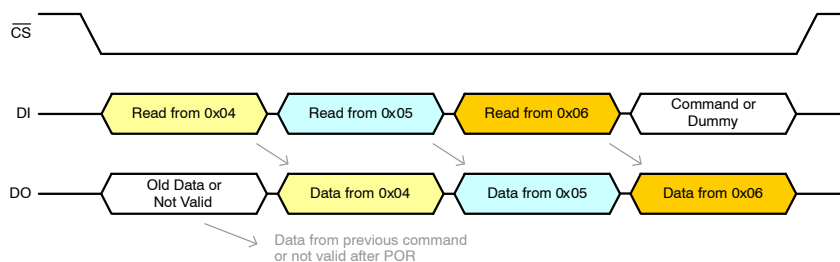 CS
DI
Read from 0x04
Read from 0x05
Read from 0x06
Command or
Dummy
DO
Old Data or
Not Valid
Data from 0x04
Data from 0x05
Data from 0x06
Data from previous command
or not valid after POR